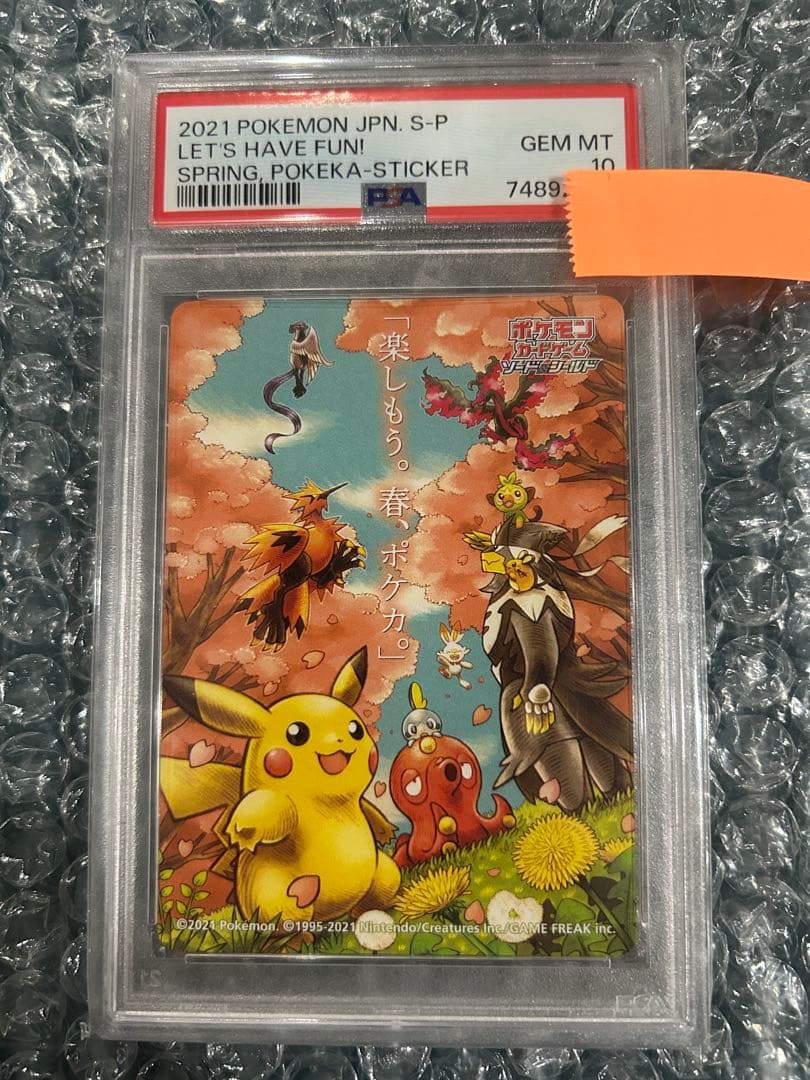 2021 POKEMON JPN. S-P
LET'S HAVE FUN!
SPRING, POKEKA-STICKER
GEM MT
10
7489
PSA
「楽しもう。春、ポケカ。」
ポケモン
カードゲーム
ソード&シールド
©2021 Pokémon. ©1995-2021 Nintendo/Creatures Inc./GAME FREAK inc.